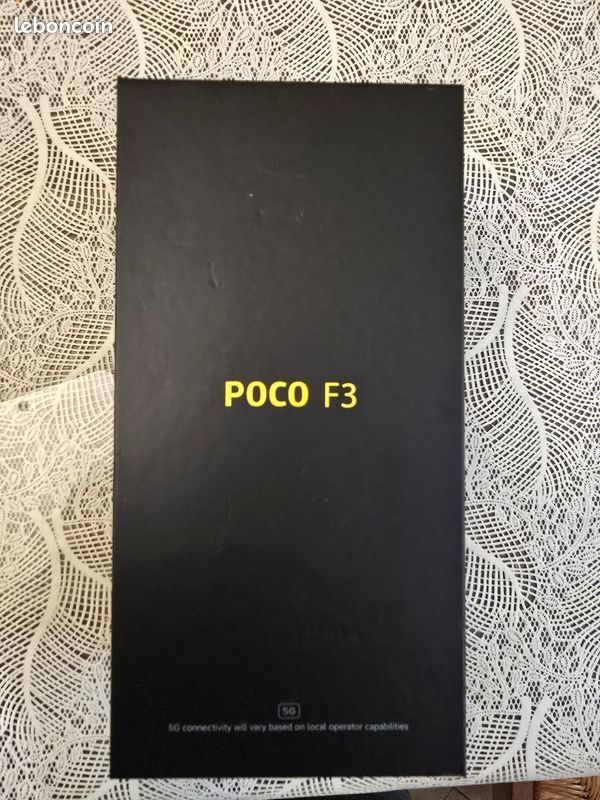 leboncoin
POCO F3
5G
5G connectivity will vary based on local operator capabilities